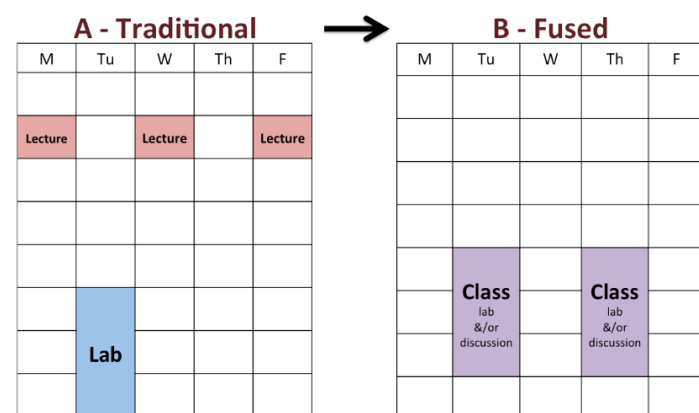 A - Traditional
B - Fused
M Tu W Th F
M Tu W Th F
Lecture Lecture Lecture
Class Class
lab lab
&/or &/or
discussion discussion
Lab